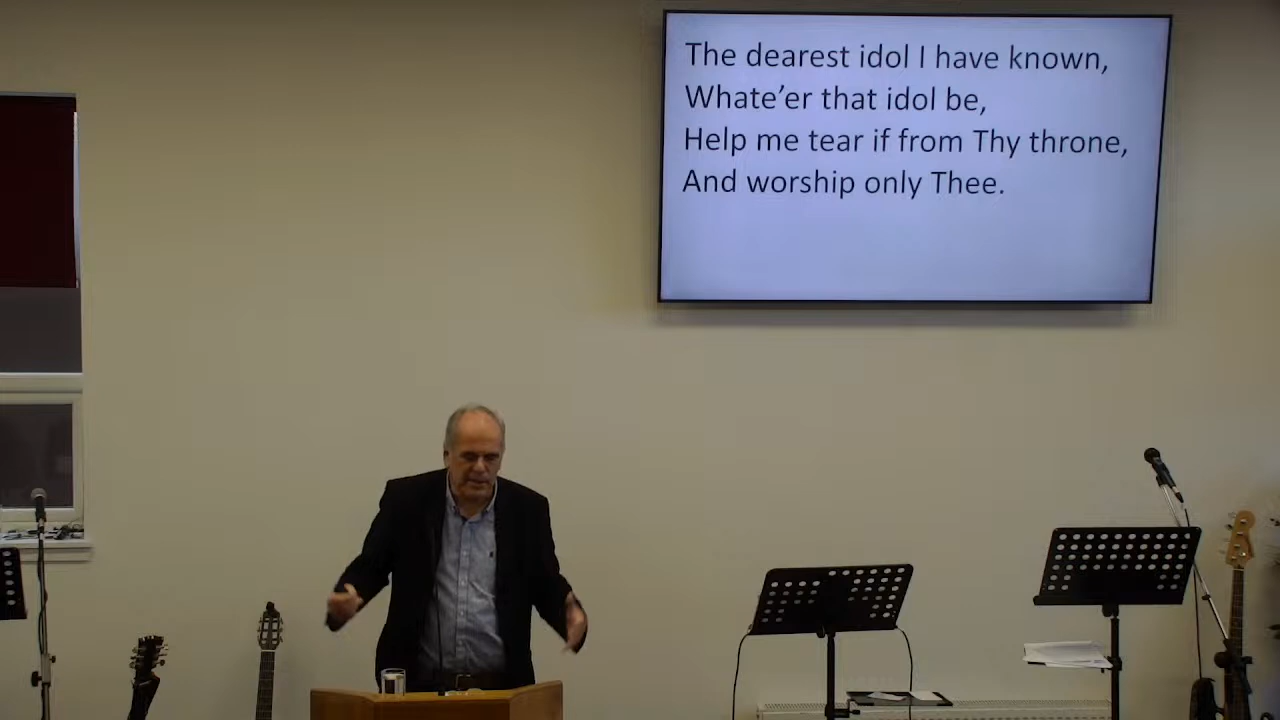 The dearest idol I have known,
Whate’er that idol be,
Help me tear if from Thy throne,
And worship only Thee.